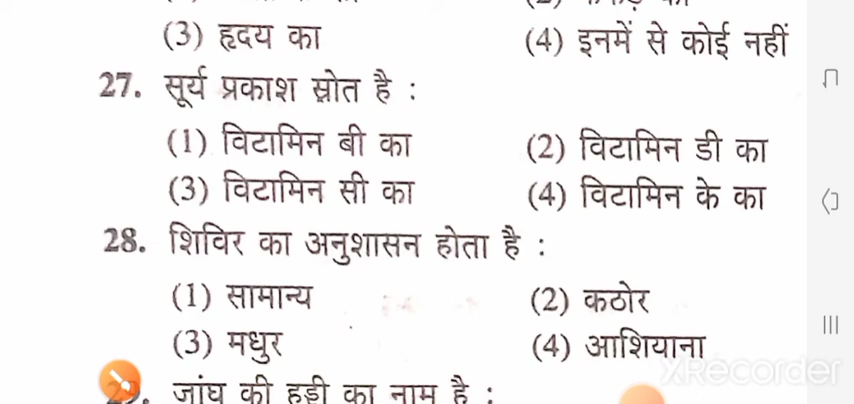 (3) हृदय का (4) इनमें से कोई नहीं
27. सूर्य प्रकाश स्रोत है :
(1) विटामिन बी का (2) विटामिन डी का
(3) विटामिन सी का (4) विटामिन के का
28. शिविर का अनुशासन होता है :
(1) सामान्य (2) कठोर
(3) मधुर (4) आशियाना
जांघ की हड्डी का नाम है :
XRecorder